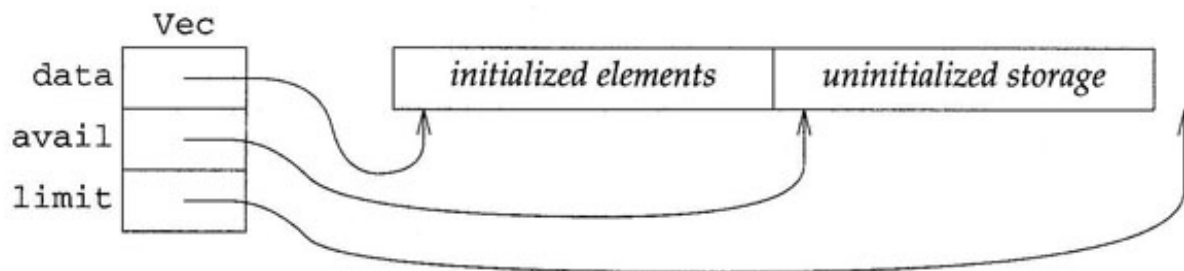 Vec
data
initialized elements
uninitialized storage
avail
limit